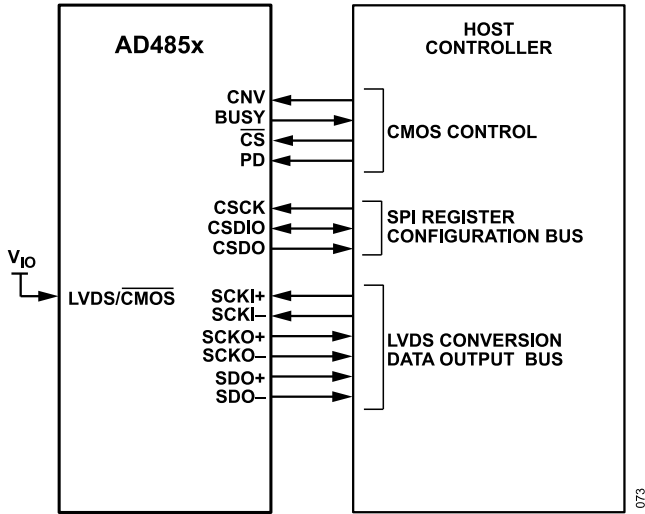 AD485x
HOST
CONTROLLER
CNV
BUSY
CS
PD
CMOS CONTROL
CSCK
CSDIO
CSDO
SPI REGISTER
CONFIGURATION BUS
VIO
LVDS/CMOS
SCKI+
SCKI–
SCKO+
SCKO–
SDO+
SDO–
LVDS CONVERSION
DATA OUTPUT BUS
073